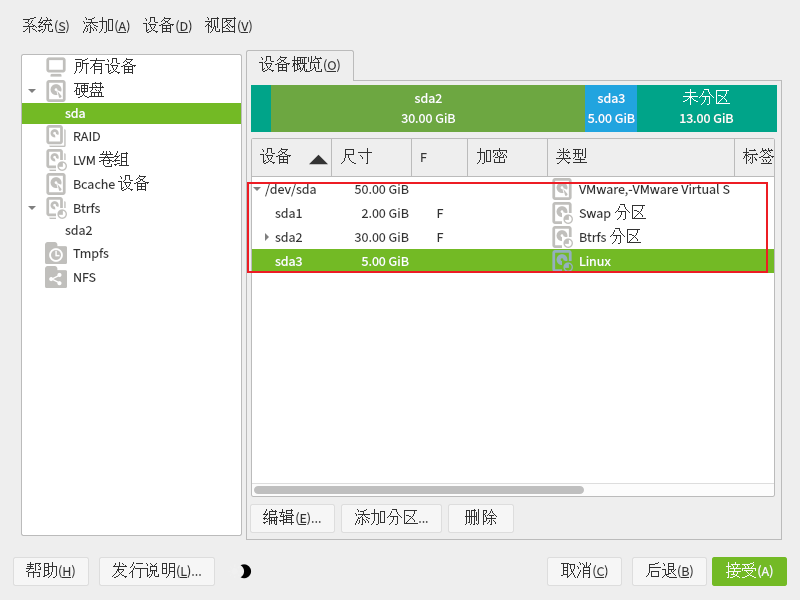 系统(S) 添加(A) 设备(D) 视图(V)
所有设备
硬盘
sda
RAID
LVM 卷组
Bcache 设备
Btrfs
sda2
Tmpfs
NFS
设备概览(O)
sda2 sda3 未分区
30.00 GiB 5.00 GiB 13.00 GiB
设备 尺寸 F 加密 类型 标签
/dev/sda 50.00 GiB VMware,-VMware Virtual S
sda1 2.00 GiB F Swap 分区
sda2 30.00 GiB F Btrfs 分区
sda3 5.00 GiB Linux
编辑(E)... 添加分区... 删除
帮助(H) 发行说明(L)... 取消(C) 后退(B) 接受(A)